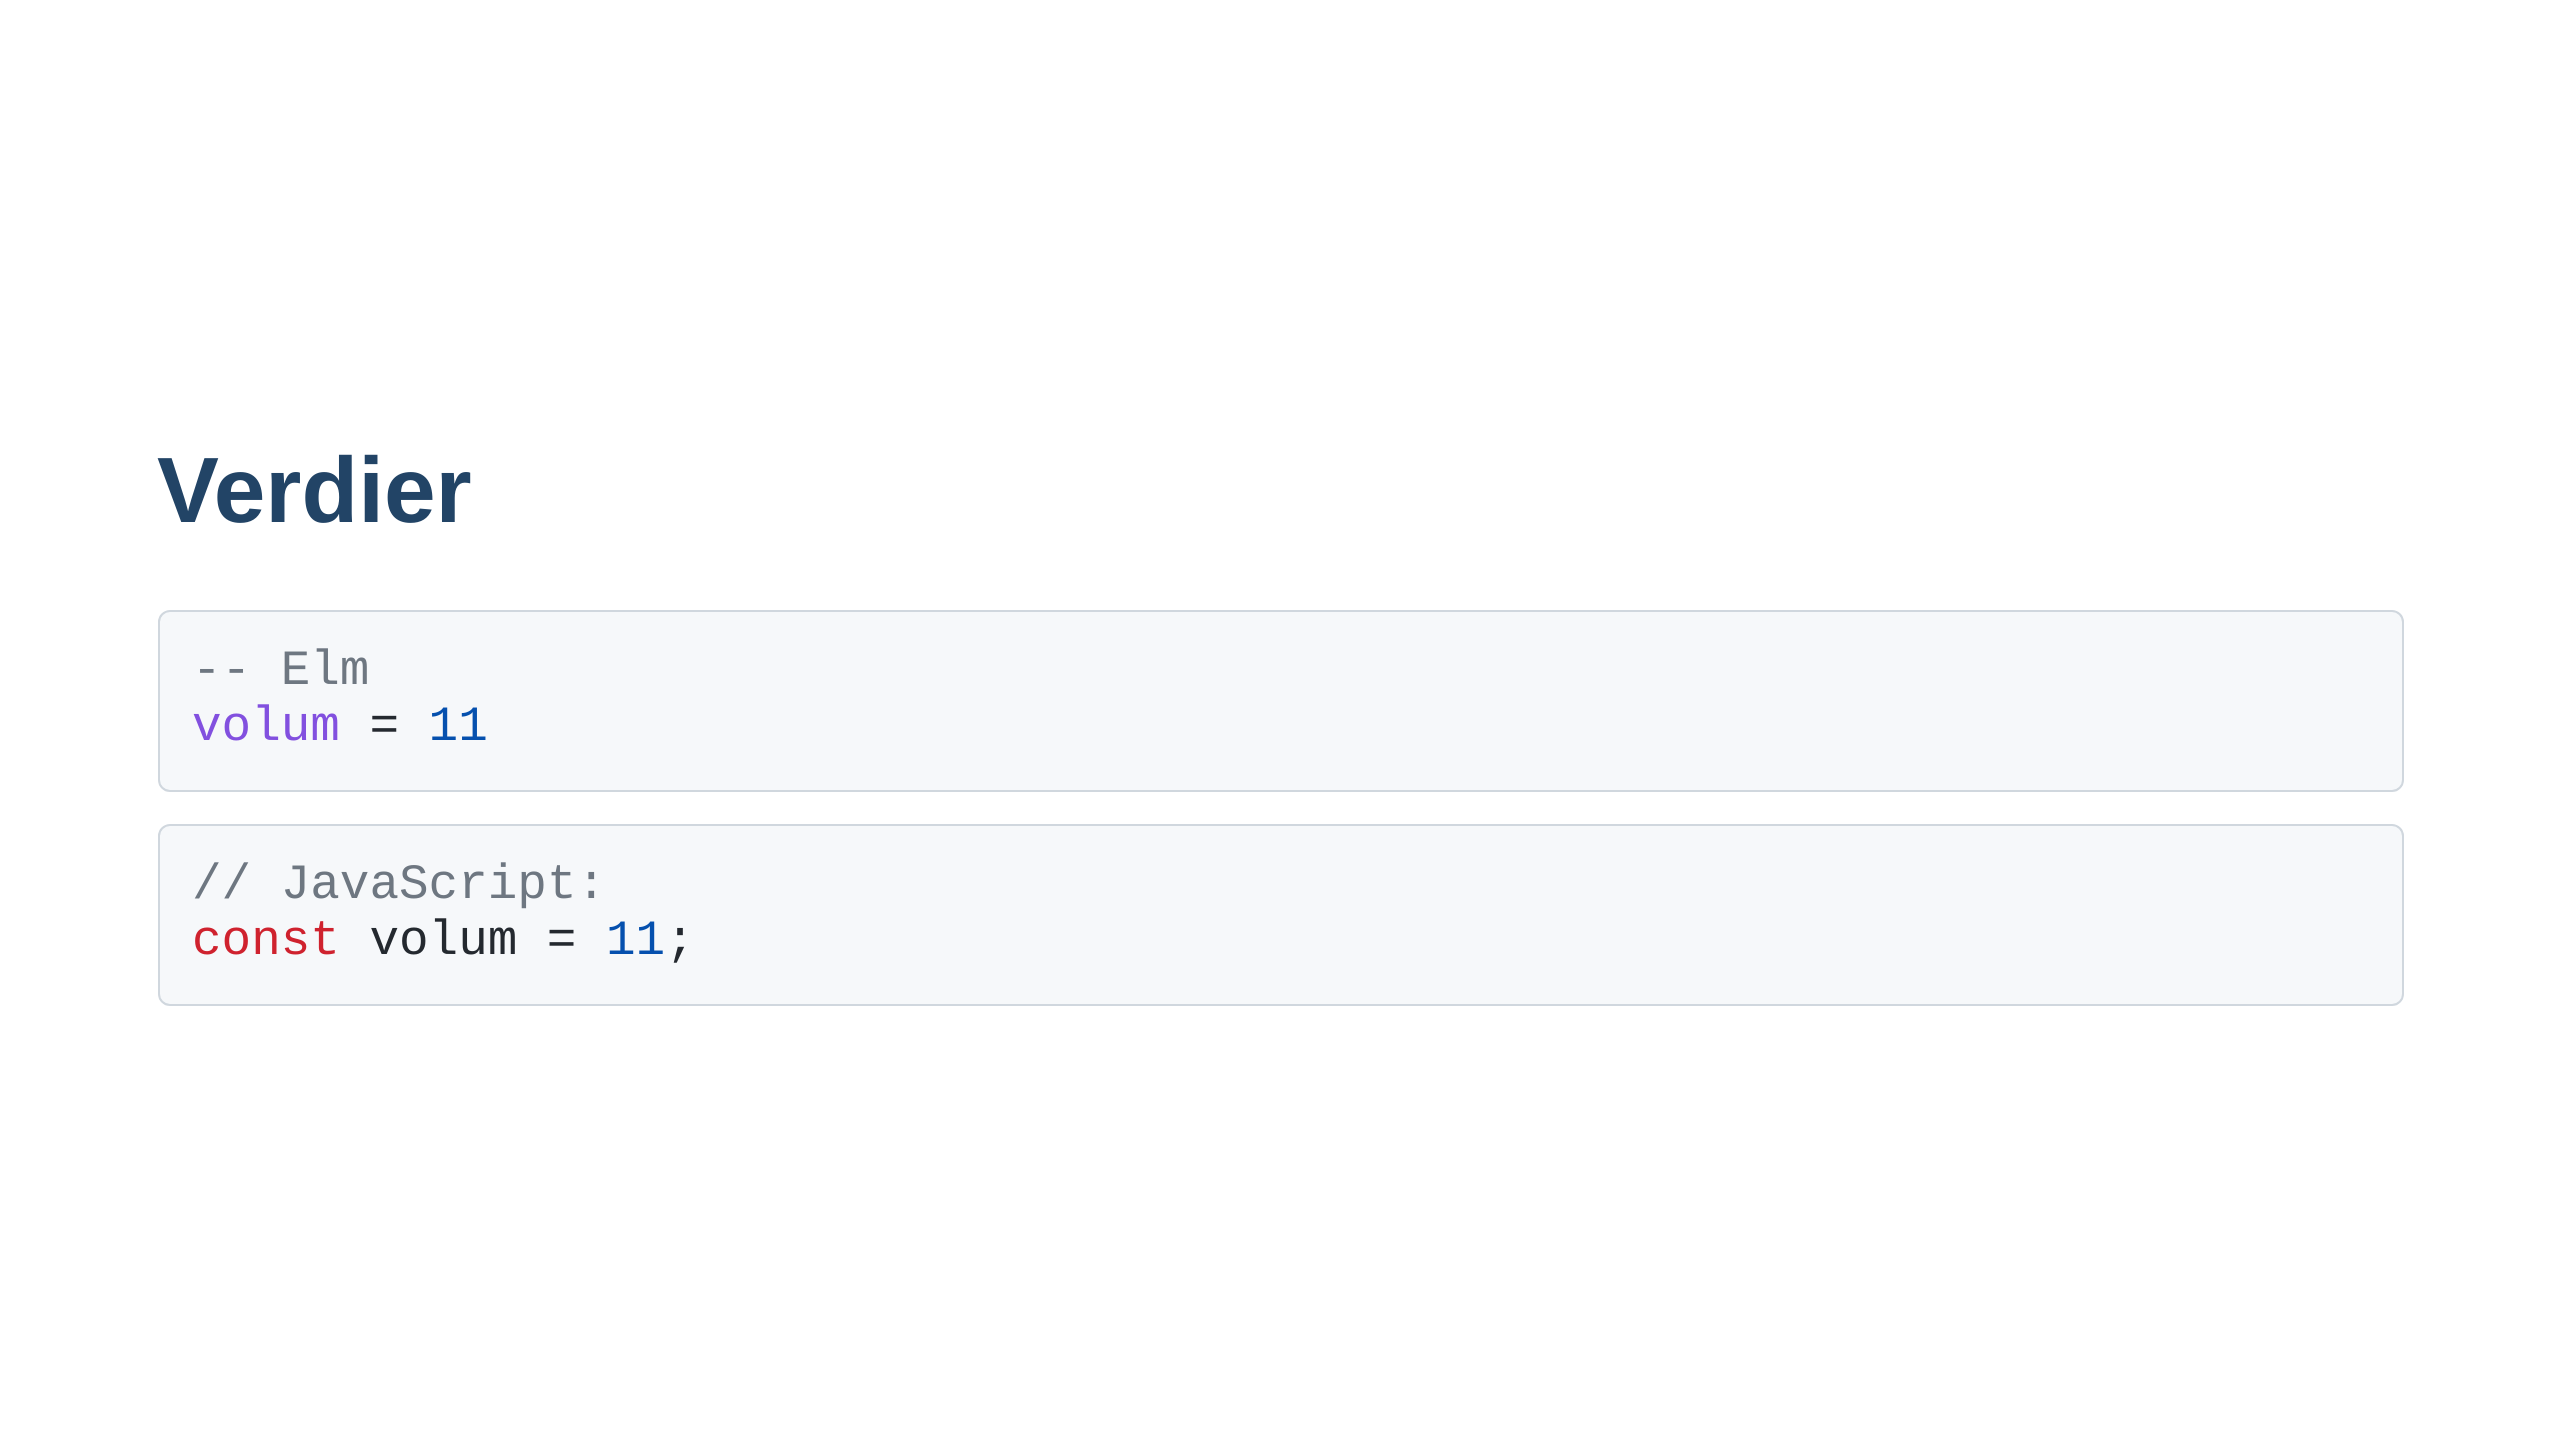 Verdier
-- Elm
volum = 11
// JavaScript:
const volum = 11;